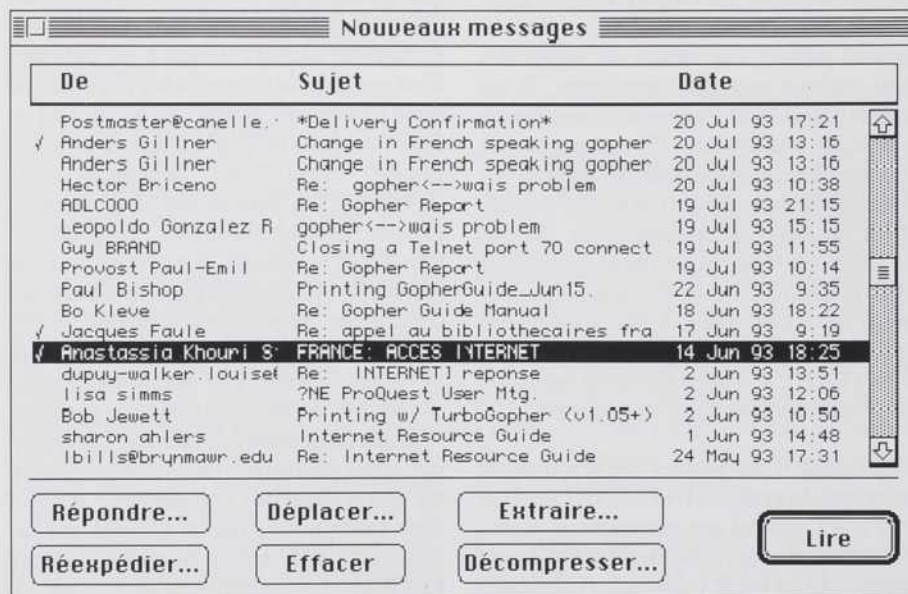 Nouveaux messages
De Sujet Date
Postmaster@canelle. *Delivery Confirmation* 20 Jul 93 17:21
√ Anders Gillner Change in French speaking gopher 20 Jul 93 13:16
Anders Gillner Change in French speaking gopher 20 Jul 93 13:16
Hector Briceno Re: gopher<-->wais problem 20 Jul 93 10:38
ADLC000 Re: Gopher Report 19 Jul 93 21:15
Leopoldo Gonzalez R gopher<-->wais problem 19 Jul 93 15:15
Guy BRAND Closing a Telnet port 70 connect 19 Jul 93 11:55
Provost Paul-Emil Re: Gopher Report 19 Jul 93 10:14
Paul Bishop Printing GopherGuide_Jun15. 22 Jun 93 9:35
Bo Kleve Re: Gopher Guide Manual 18 Jun 93 18:22
√ Jacques Faule Re: appel au bibliothecaires fra 17 Jun 93 9:19
√ Anastassia Khouri S FRANCE: ACCES INTERNET 14 Jun 93 18:25
dupuy-walker.louiset Re: INTERNET] reponse 2 Jun 93 13:51
lisa simms ?NE ProQuest User Mtg. 2 Jun 93 12:06
Bob Jewett Printing w/ TurboGopher (v1.05+) 2 Jun 93 10:50
sharon ahlers Internet Resource Guide 1 Jun 93 14:48
lbills@brynmawr.edu Re: Internet Resource Guide 24 May 93 17:31
Répondre... Déplacer... Extraire... Lire
Réexpédier... Effacer Décompresser...